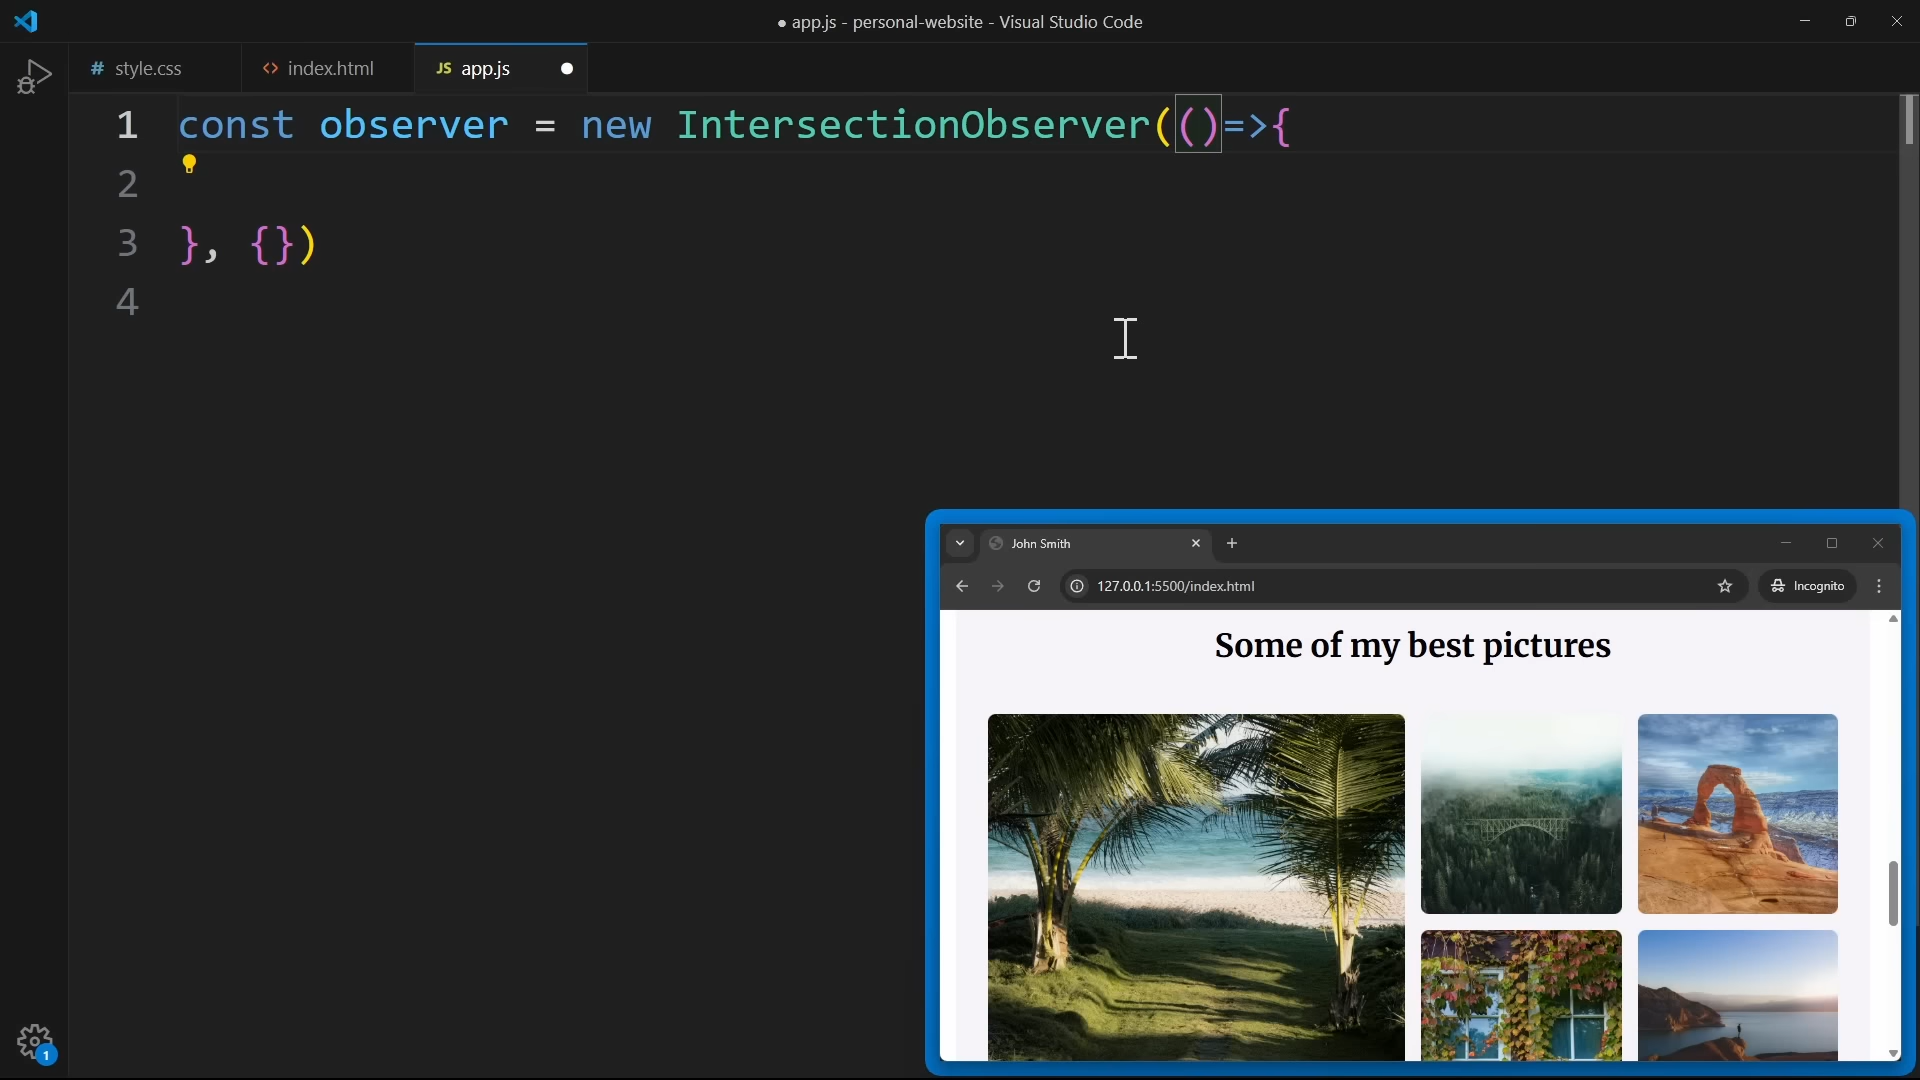 ● app.js - personal-website - Visual Studio Code
# style.css
<> index.html
JS app.js
1 const observer = new IntersectionObserver(()=>{
2
3 }, {})
4
John Smith
127.0.0.1:5500/index.html
Incognito
Some of my best pictures
1